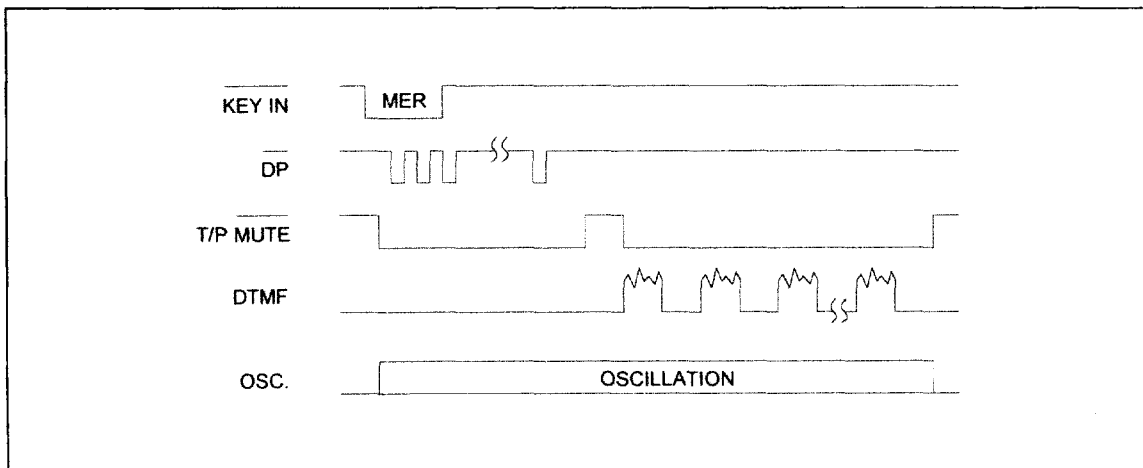 KEY IN
MER
DP
T/P MUTE
DTMF
OSC.
OSCILLATION